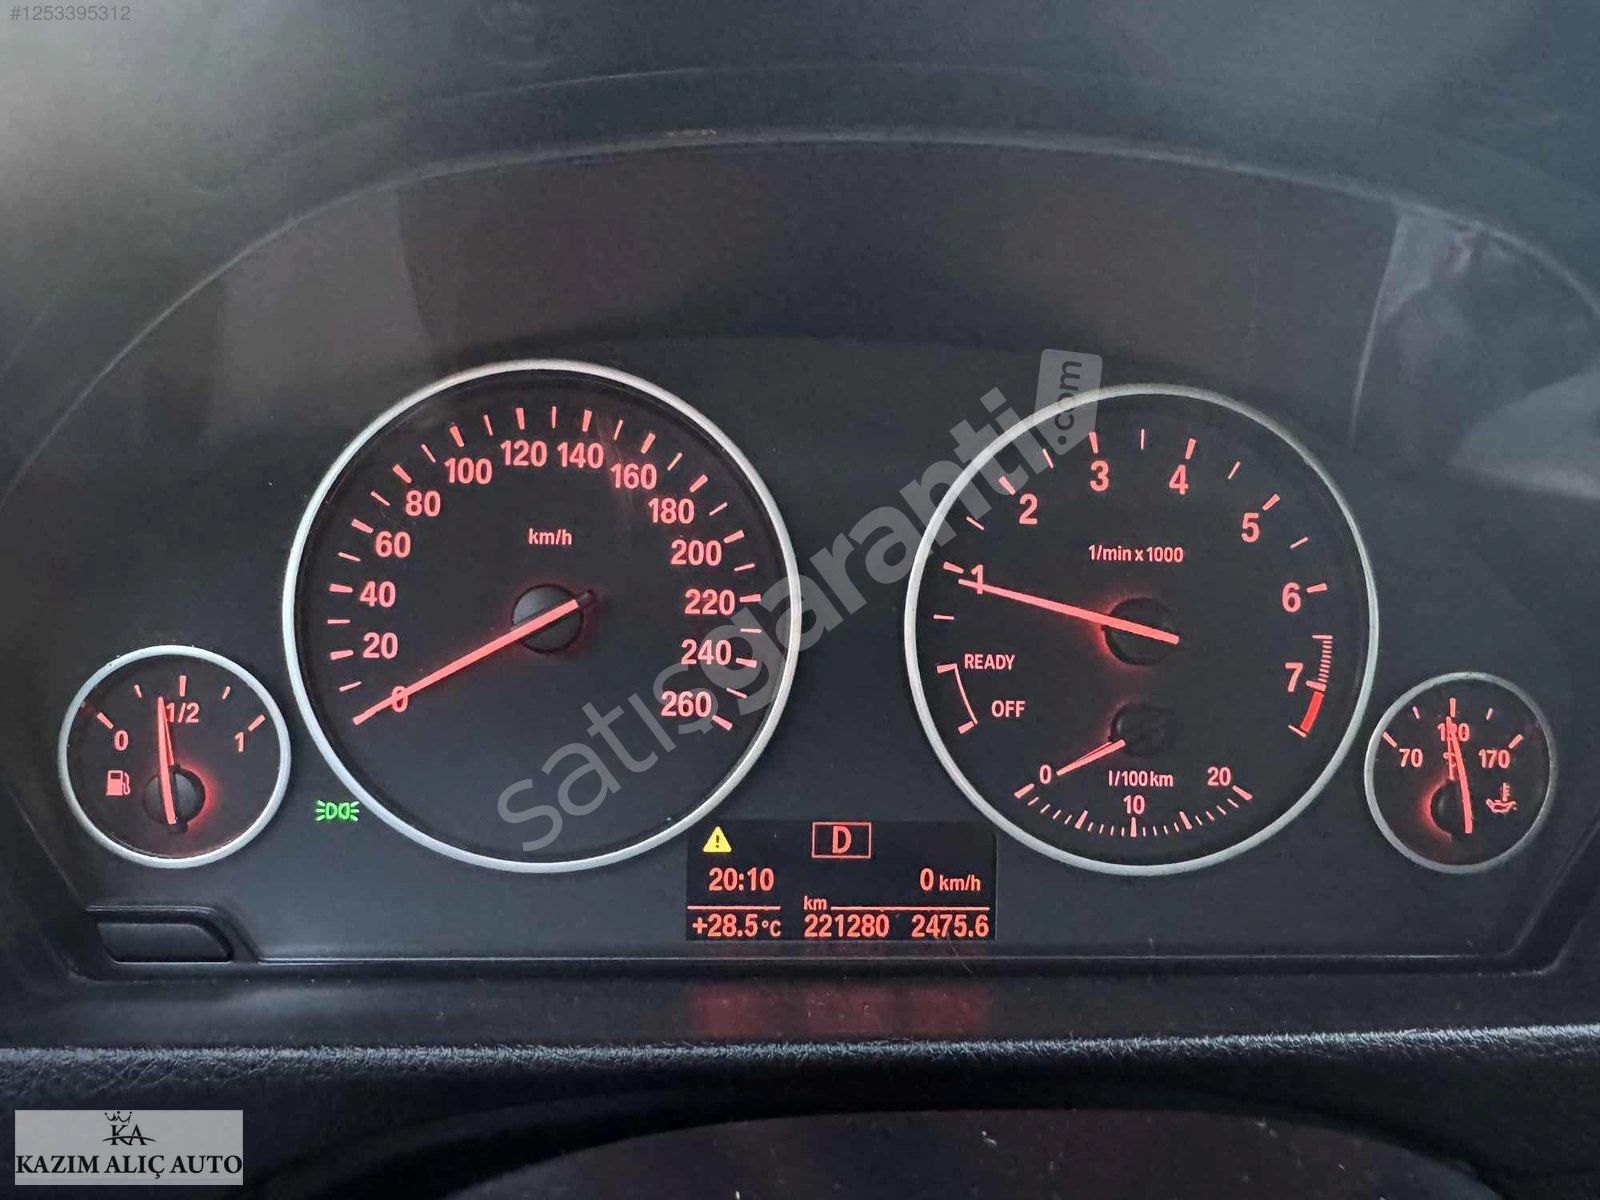 #1253395312
0
20
40
60
80
100
120
140
160
180
200
220
240
260
km/h
0
1/2
1
1
2
3
4
5
6
7
1/min x 1000
READY
OFF
0
10
20
l/100km
70
120
170
D
20:10
0 km/h
km
+28.5°C 221280 2475.6
satışgaranti.com
KA
KAZIM ALIÇ AUTO